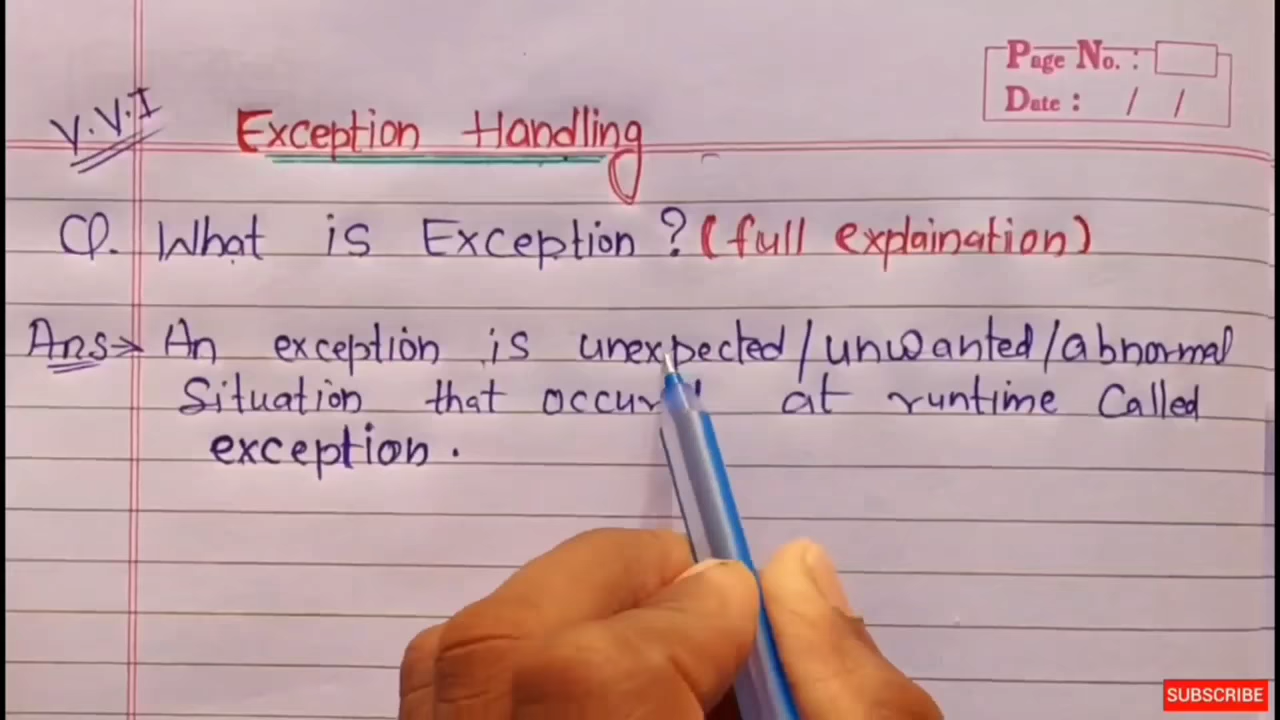 Page No. :
Date : / /
V.V.I
Exception Handling
Q. What is Exception ? (full explaination)
Ans→ An exception is unexpected/unwanted/abnormal
Situation that occur at runtime Called
exception.
SUBSCRIBE